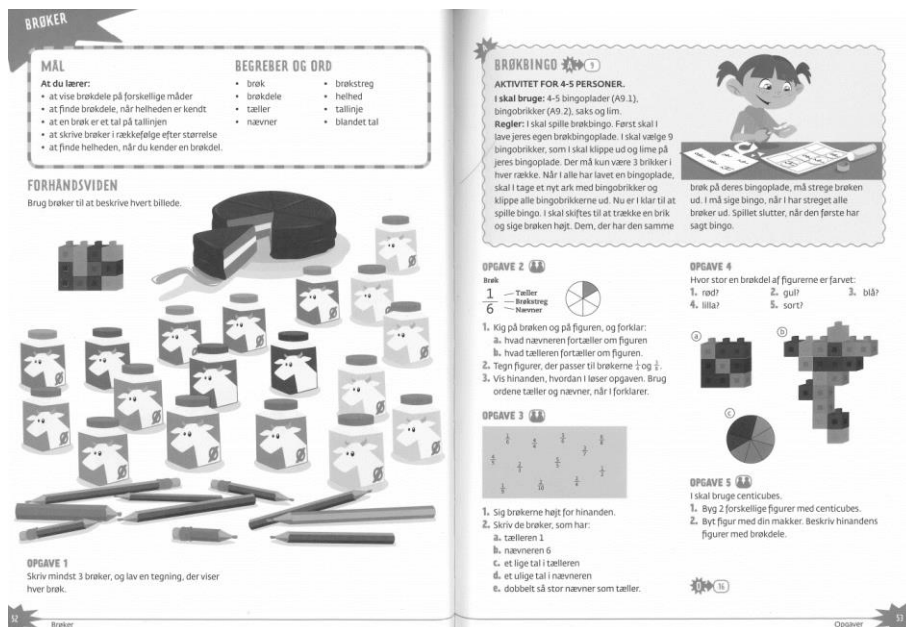 BRØKER
MÅL
At du lærer:
• at vise brøkdele på forskellige måder
• at finde brøkdele, når helheden er kendt
• at en brøk er et tal på tallinjen
• at skrive brøker i rækkefølge efter størrelse
• at finde helheden, når du kender en brøkdel.
BEGREBER OG ORD
• brøk
• brøkdele
• tæller
• nævner
• brøkstreg
• helhed
• tallinje
• blandet tal
FORHÅNDSVIDEN
Brug brøker til at beskrive hvert billede.
OPGAVE 1
Skriv mindst 3 brøker, og lav en tegning, der viser
hver brøk.
52
Brøker
BRØKBINGO A 9
AKTIVITET FOR 4-5 PERSONER.
I skal bruge: 4-5 bingoplader (A9.1),
bingobrikker (A9.2), saks og lim.
Regler: I skal spille brøkbingo. Først skal I
lave jeres egen brøkbingoplade. I skal vælge 9
bingobrikker, som I skal klippe ud og lime på
jeres bingoplade. Der må kun være 3 brikker i
hver række. Når I alle har lavet en bingoplade,
skal I tage et nyt ark med bingobrikker og
klippe alle bingobrikkerne ud. Nu er I klar til at
spille bingo. I skal skiftes til at trække en brik
og sige brøken højt. Dem, der har den samme
brøk på deres bingoplade, må strege brøken
ud. I må sige bingo, når I har streget alle
brøker ud. Spillet slutter, når den første har
sagt bingo.
OPGAVE 2
Brøk
1
6
Tæller
Brøkstreg
Nævner
1. Kig på brøken og på figuren, og forklar:
a. hvad nævneren fortæller om figuren
b. hvad tælleren fortæller om figuren.
2. Tegn figurer, der passer til brøkerne og
3. Vis hinanden, hvordan I løser opgaven. Brug
ordene tæller og nævner, når I forklarer.
OPGAVE 3
1. Sig brøkerne højt for hinanden.
2. Skriv de brøker, som har:
a. tælleren 1
b. nævneren 6
c. et lige tal i tælleren
d. et ulige tal i nævneren
e. dobbelt så stor nævner som tæller.
OPGAVE 4
Hvor stor en brøkdel af figurerne er farvet:
1. rød? 2. gul? 3. blå?
4. lilla? 5. sort?
a
b
c
OPGAVE 5
I skal bruge centicubes.
1. Byg 2 forskellige figurer med centicubes.
2. Byt figur med din makker. Beskriv hinandens
figurer med brøkdele.
16
Opgaver
53